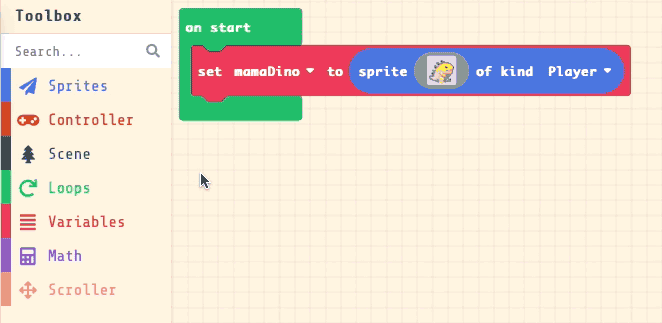 Toolbox
Search...
Sprites
Controller
Scene
Loops
Variables
Math
Scroller
on start
set mamaDino to sprite of kind Player